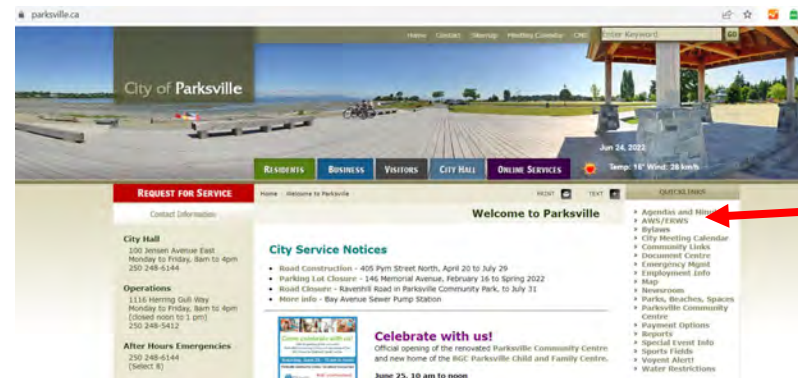 parksville.ca
Home Contact Sitemap Meeting Calendar
Enter Keyword GO
City of Parksville
Jun 24, 2022
Temp: 16° Wind: 26 km/h
RESIDENTS BUSINESS VISITORS CITY HALL ONLINE SERVICES
REQUEST FOR SERVICE
Contact Information
City Hall
100 Jensen Avenue East
Monday to Friday, 8am to 4pm
250 248-6144
Operations
1116 Herring Gull Way
Monday to Friday, 8am to 4pm
(closed noon to 1 pm)
250 248-5412
After Hours Emergencies
250 248-6144
(Select 8)
Home Welcome to Parksville
PRINT TEXT
Welcome to Parksville
City Service Notices
Road Construction - 405 Pym Street North, April 20 to July 29
Parking Lot Closure - 146 Memorial Avenue, February 16 to Spring 2022
Road Closure - Ravenhill Road in Parksville Community Park, to July 31
More info - Bay Avenue Sewer Pump Station
Celebrate with us!
Official opening of the renovated Parksville Community Centre
and new home of the BGC Parksville Child and Family Centre.
June 25, 10 am to noon
QUICKLINKS
Agendas and
AWS/ERWS
Bylaws
City Meeting Calendar
Community Links
Document Centre
Emergency Mgmt
Employment Info
Map
Newsroom
Parks, Beaches, Spaces
Parksville Community
Centre
Payment Options
Reports
Special Event Info
Sports Fields
Voyent Alert!
Water Restrictions